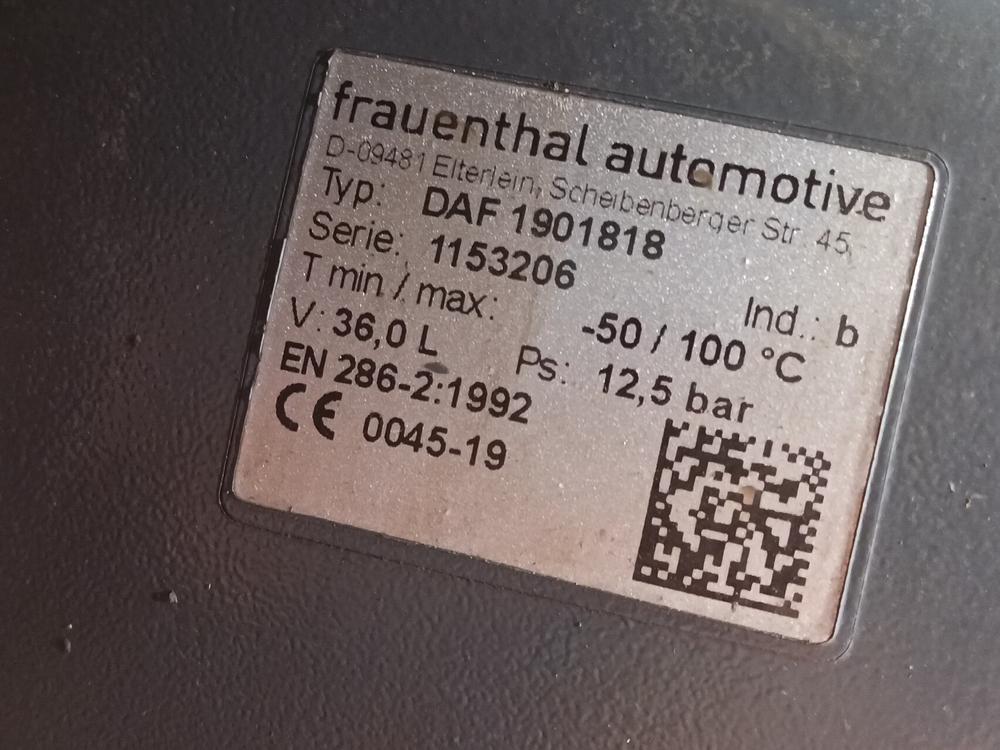 frauenthal automotive
D-09481 Elterlein, Scheibenberger Str. 45,
Typ: DAF 1901818
Serie: 1153206 Ind.: b
T min / max: -50 / 100 °C
V: 36,0 L Ps: 12,5 bar
EN 286-2:1992
CE 0045-19